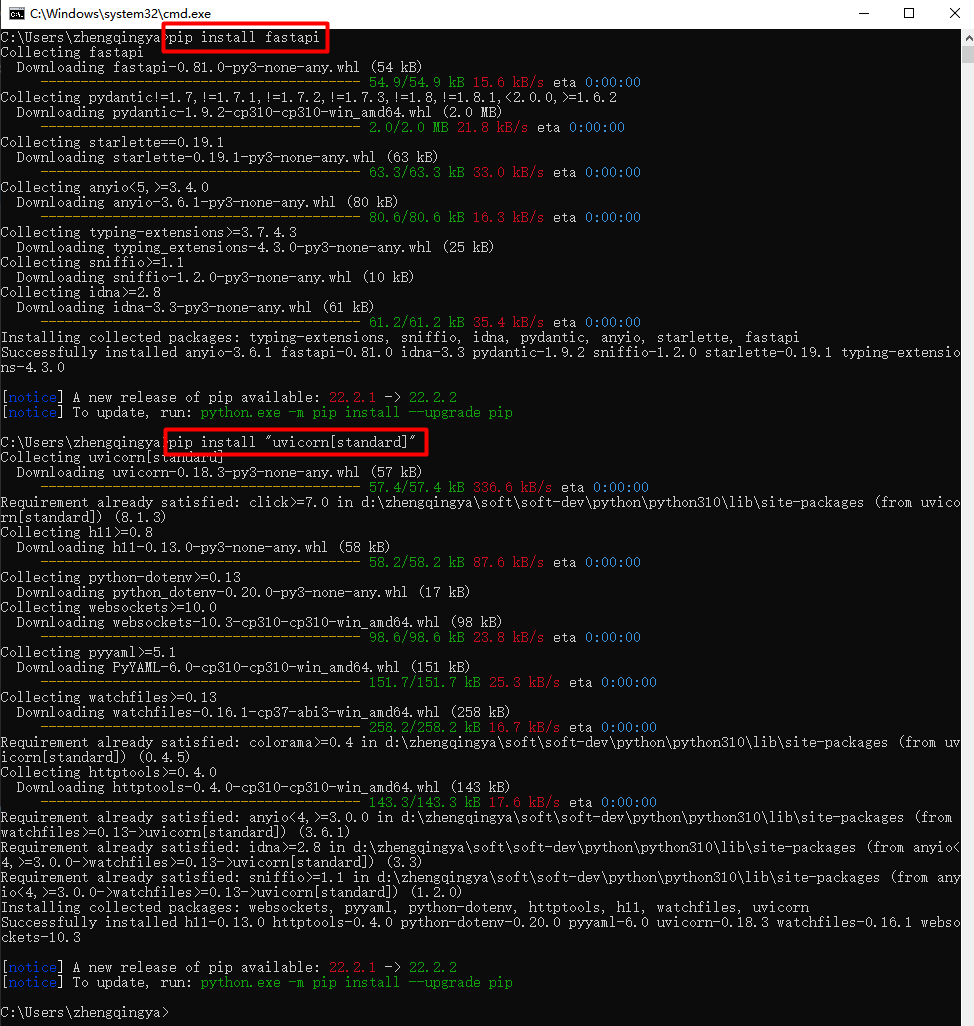 C:\Windows\system32\cmd.exe
C:\Users\zhengqingya>pip install fastapi
Collecting fastapi
  Downloading fastapi-0.81.0-py3-none-any.whl (54 kB)
     ---------------------------------------- 54.9/54.9 kB 15.6 kB/s eta 0:00:00
Collecting pydantic!=1.7,!=1.7.1,!=1.7.2,!=1.7.3,!=1.8,!=1.8.1,<2.0.0,>=1.6.2
  Downloading pydantic-1.9.2-cp310-cp310-win_amd64.whl (2.0 MB)
     ---------------------------------------- 2.0/2.0 MB 21.8 kB/s eta 0:00:00
Collecting starlette==0.19.1
  Downloading starlette-0.19.1-py3-none-any.whl (63 kB)
     ---------------------------------------- 63.3/63.3 kB 33.0 kB/s eta 0:00:00
Collecting anyio<5,>=3.4.0
  Downloading anyio-3.6.1-py3-none-any.whl (80 kB)
     ---------------------------------------- 80.6/80.6 kB 16.3 kB/s eta 0:00:00
Collecting typing-extensions>=3.7.4.3
  Downloading typing_extensions-4.3.0-py3-none-any.whl (25 kB)
Collecting sniffio>=1.1
  Downloading sniffio-1.2.0-py3-none-any.whl (10 kB)
Collecting idna>=2.8
  Downloading idna-3.3-py3-none-any.whl (61 kB)
     ---------------------------------------- 61.2/61.2 kB 35.4 kB/s eta 0:00:00
Installing collected packages: typing-extensions, sniffio, idna, pydantic, anyio, starlette, fastapi
Successfully installed anyio-3.6.1 fastapi-0.81.0 idna-3.3 pydantic-1.9.2 sniffio-1.2.0 starlette-0.19.1 typing-extensio
ns-4.3.0
[notice] A new release of pip available: 22.2.1 -> 22.2.2
[notice] To update, run: python.exe -m pip install --upgrade pip
C:\Users\zhengqingya>pip install "uvicorn[standard]"
Collecting uvicorn[standard]
  Downloading uvicorn-0.18.3-py3-none-any.whl (57 kB)
     ---------------------------------------- 57.4/57.4 kB 336.6 kB/s eta 0:00:00
Requirement already satisfied: click>=7.0 in d:\zhengqingya\soft\soft-dev\python\python310\lib\site-packages (from uvico
rn[standard]) (8.1.3)
Collecting h11>=0.8
  Downloading h11-0.13.0-py3-none-any.whl (58 kB)
     ---------------------------------------- 58.2/58.2 kB 87.6 kB/s eta 0:00:00
Collecting python-dotenv>=0.13
  Downloading python_dotenv-0.20.0-py3-none-any.whl (17 kB)
Collecting websockets>=10.0
  Downloading websockets-10.3-cp310-cp310-win_amd64.whl (98 kB)
     ---------------------------------------- 98.6/98.6 kB 23.8 kB/s eta 0:00:00
Collecting pyyaml>=5.1
  Downloading PyYAML-6.0-cp310-cp310-win_amd64.whl (151 kB)
     ---------------------------------------- 151.7/151.7 kB 25.3 kB/s eta 0:00:00
Collecting watchfiles>=0.13
  Downloading watchfiles-0.16.1-cp37-abi3-win_amd64.whl (258 kB)
     ---------------------------------------- 258.2/258.2 kB 16.7 kB/s eta 0:00:00
Requirement already satisfied: colorama>=0.4 in d:\zhengqingya\soft\soft-dev\python\python310\lib\site-packages (from uv
icorn[standard]) (0.4.5)
Collecting httptools>=0.4.0
  Downloading httptools-0.4.0-cp310-cp310-win_amd64.whl (143 kB)
     ---------------------------------------- 143.3/143.3 kB 17.6 kB/s eta 0:00:00
Requirement already satisfied: anyio<4,>=3.0.0 in d:\zhengqingya\soft\soft-dev\python\python310\lib\site-packages (from
watchfiles>=0.13->uvicorn[standard]) (3.6.1)
Requirement already satisfied: idna>=2.8 in d:\zhengqingya\soft\soft-dev\python\python310\lib\site-packages (from anyio<
4,>=3.0.0->watchfiles>=0.13->uvicorn[standard]) (3.3)
Requirement already satisfied: sniffio>=1.1 in d:\zhengqingya\soft\soft-dev\python\python310\lib\site-packages (from any
io<4,>=3.0.0->watchfiles>=0.13->uvicorn[standard]) (1.2.0)
Installing collected packages: websockets, pyyaml, python-dotenv, httptools, h11, watchfiles, uvicorn
Successfully installed h11-0.13.0 httptools-0.4.0 python-dotenv-0.20.0 pyyaml-6.0 uvicorn-0.18.3 watchfiles-0.16.1 webso
ckets-10.3
[notice] A new release of pip available: 22.2.1 -> 22.2.2
[notice] To update, run: python.exe -m pip install --upgrade pip
C:\Users\zhengqingya>